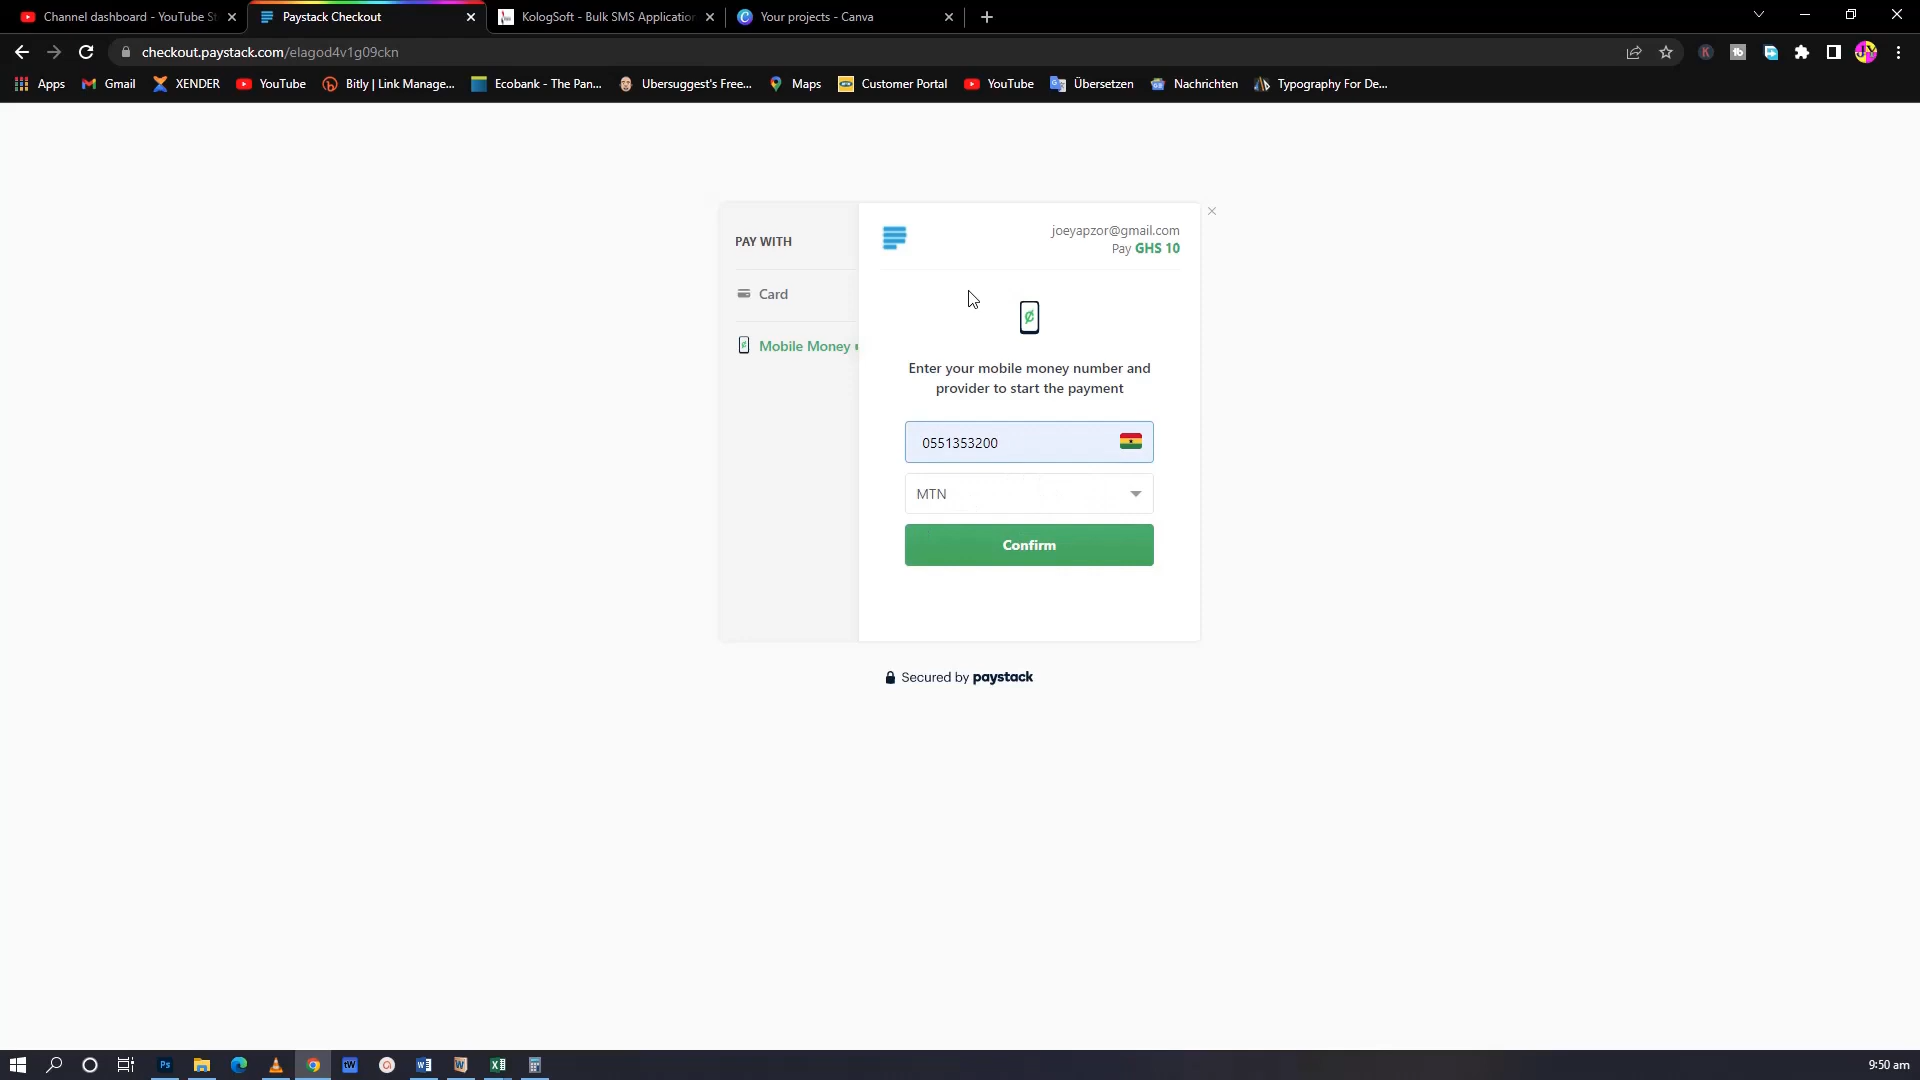 Channel dashboard - YouTube St
Paystack Checkout
KologSoft - Bulk SMS Application
Your projects - Canva
checkout.paystack.com/elagod4v1g09ckn
Apps
Gmail
XENDER
YouTube
Bitly | Link Manage...
Ecobank - The Pan...
Ubersuggest's Free...
Maps
Customer Portal
YouTube
Übersetzen
Nachrichten
Typography For De...
PAY WITH
Card
Mobile Money
joeyapzor@gmail.com
Pay GHS 10
Enter your mobile money number and
provider to start the payment
0551353200
MTN
Confirm
Secured by paystack
9:50 am